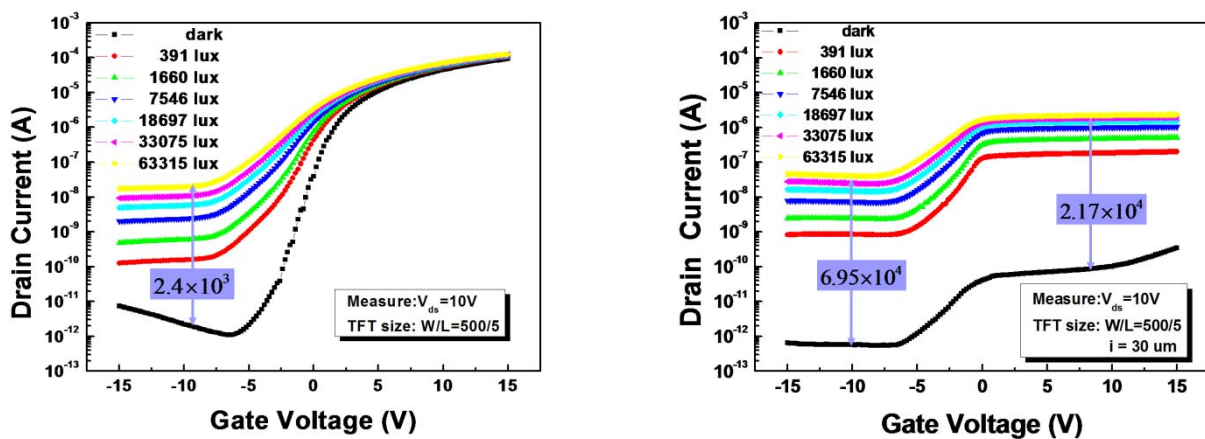 10⁻³
10⁻⁴
10⁻⁵
10⁻⁶
10⁻⁷
10⁻⁸
10⁻⁹
10⁻¹⁰
10⁻¹¹
10⁻¹²
10⁻¹³
Drain Current (A)
dark
391 lux
1660 lux
7546 lux
18697 lux
33075 lux
63315 lux
2.4×10³
Measure:V_ds=10V
TFT size: W/L=500/5
-15 -10 -5 0 5 10 15
Gate Voltage (V)
10⁻³
10⁻⁴
10⁻⁵
10⁻⁶
10⁻⁷
10⁻⁸
10⁻⁹
10⁻¹⁰
10⁻¹¹
10⁻¹²
10⁻¹³
Drain Current (A)
dark
391 lux
1660 lux
7546 lux
18697 lux
33075 lux
63315 lux
2.17×10⁴
6.95×10⁴
Measure:V_ds=10V
TFT size: W/L=500/5
i = 30 um
-15 -10 -5 0 5 10 15
Gate Voltage (V)